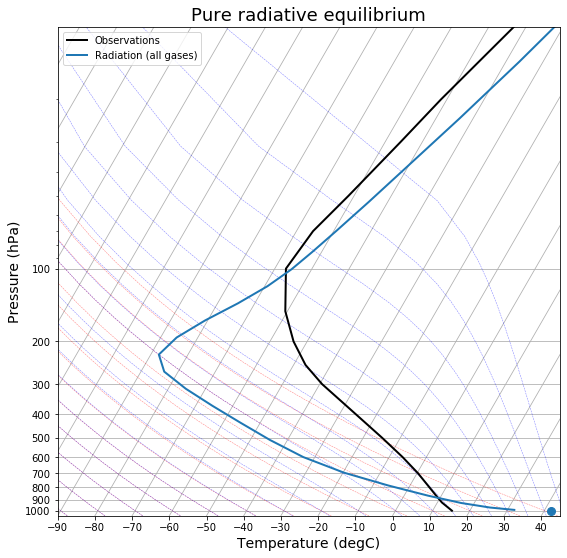 Pure radiative equilibrium
Observations
Radiation (all gases)
Pressure (hPa)
100
200
300
400
500
600
700
800
900
1000
−90 −80 −70 −60 −50 −40 −30 −20 −10 0 10 20 30 40
Temperature (degC)